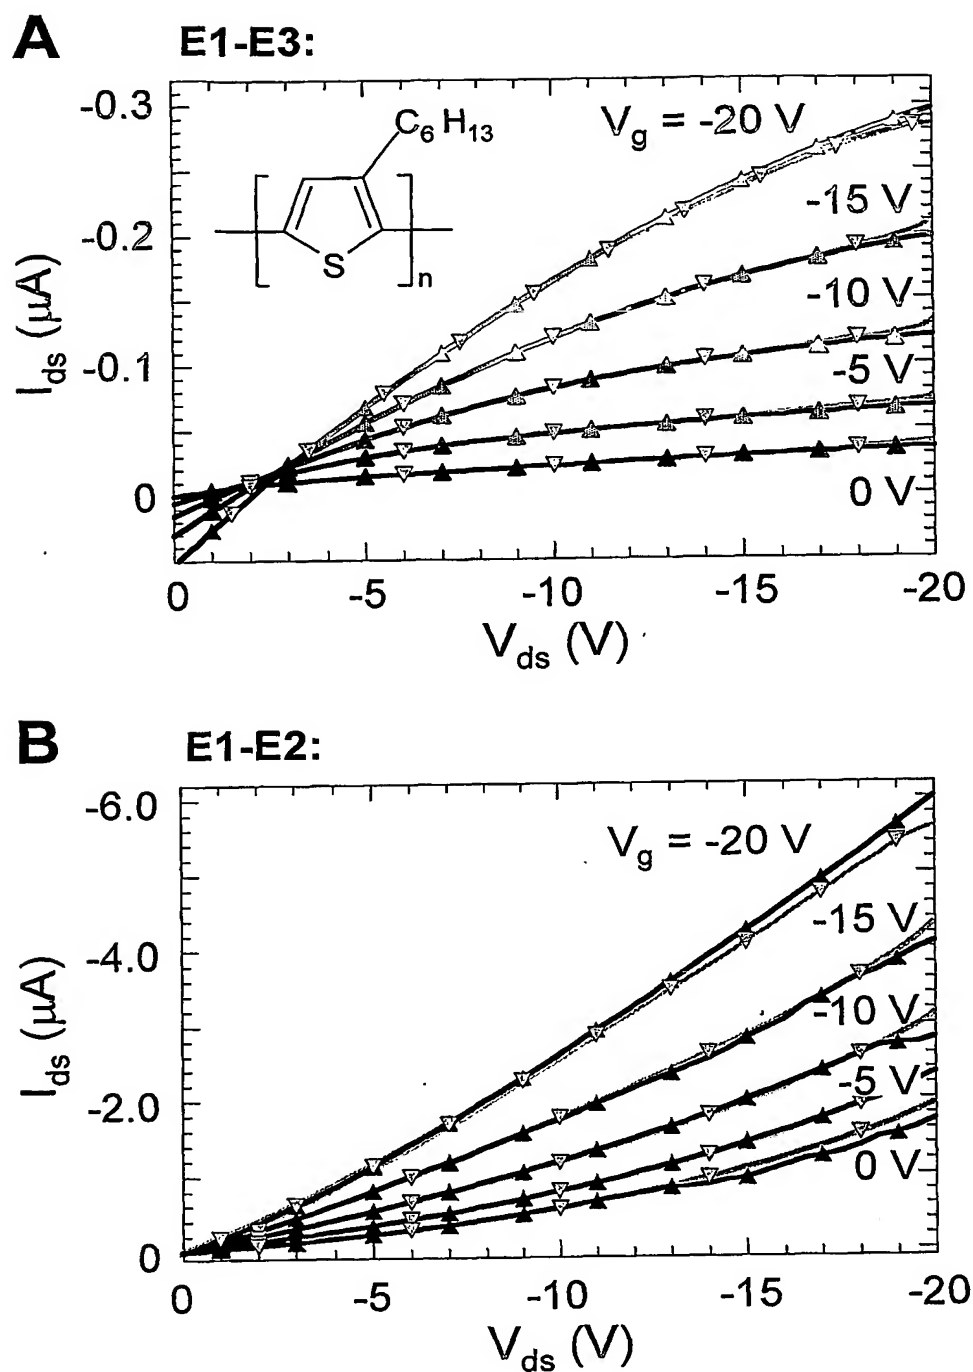 A E1-E3:
-0.3
C6H13
Vg = -20 V
-15 V
-0.2
S
n
-10 V
Ids (μA)
-0.1
-5 V
0
0 V
0 -5 -10 -15 -20
Vds (V)
B E1-E2:
-6.0
Vg = -20 V
-15 V
-4.0
-10 V
Ids (μA)
-2.0
-5 V
0 V
0
0 -5 -10 -15 -20
Vds (V)